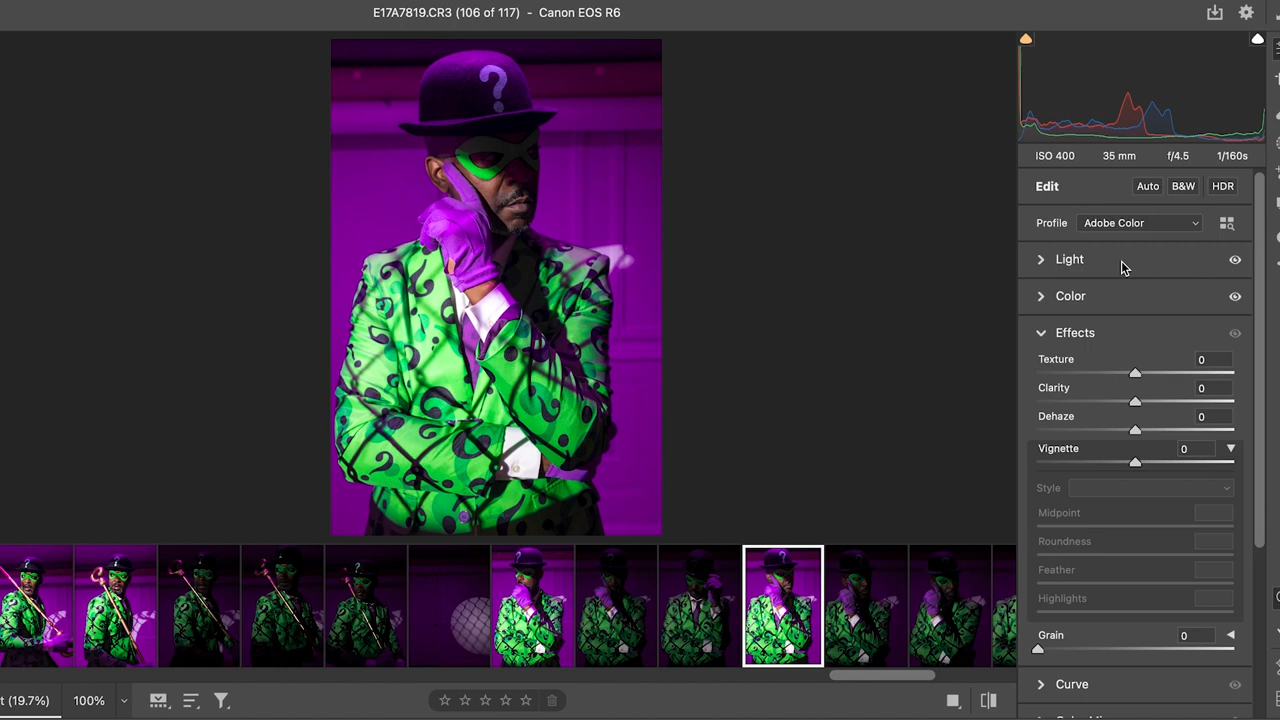 E17A7819.CR3 (106 of 117) - Canon EOS R6
?
ISO 400 35 mm f/4.5 1/160s
Edit Auto B&W HDR
Profile Adobe Color
Light
Color
Effects
Texture 0
Clarity 0
Dehaze 0
Vignette 0
Style
Midpoint
Roundness
Feather
Highlights
Grain 0
Curve
t (19.7%) 100%